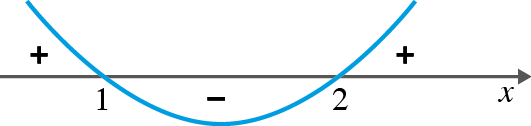 + +
1 − 2 x